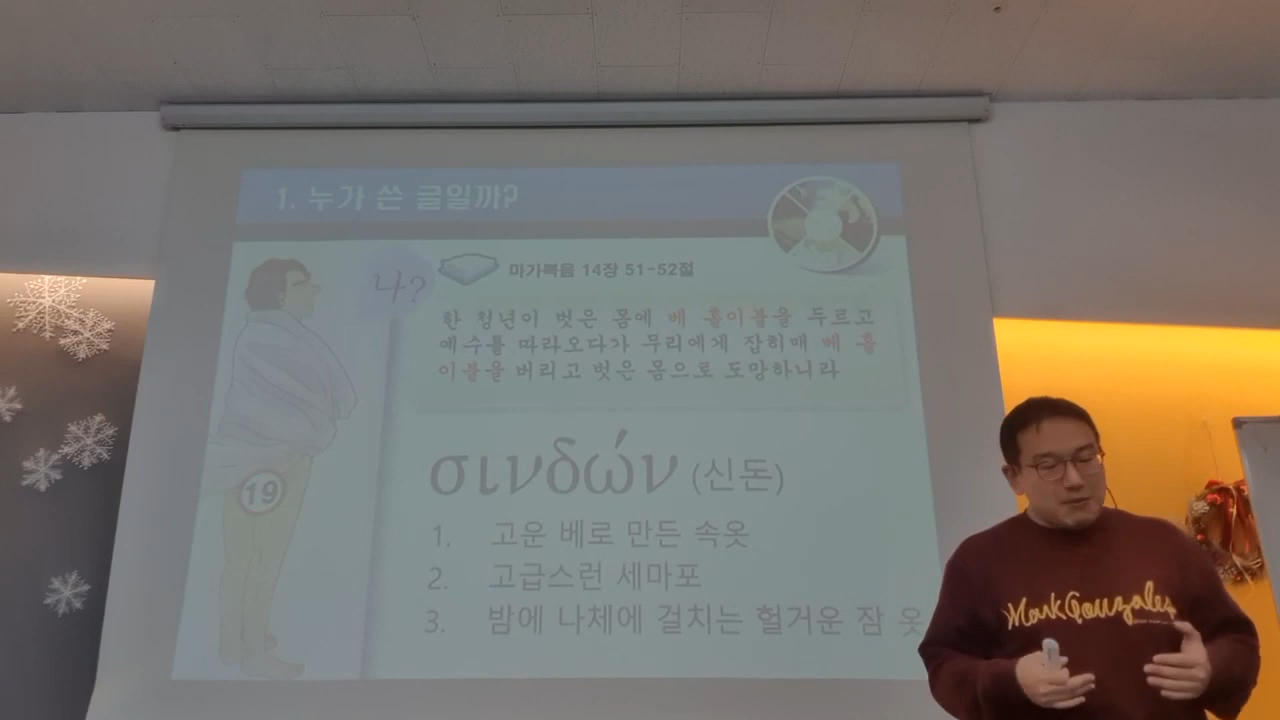 1. 누가 쓴 글일까?
나?
마가복음 14장 51-52절
한 청년이 벗은 몸에 베 홑이불을 두르고
예수를 따라오다가 무리에게 잡히매 베 홑
이불을 버리고 벗은 몸으로 도망하니라
σινδών (신돈)
19
1. 고운 베로 만든 속옷
2. 고급스런 세마포
3. 밤에 나체에 걸치는 헐거운 잠 옷
Mark Gonzales